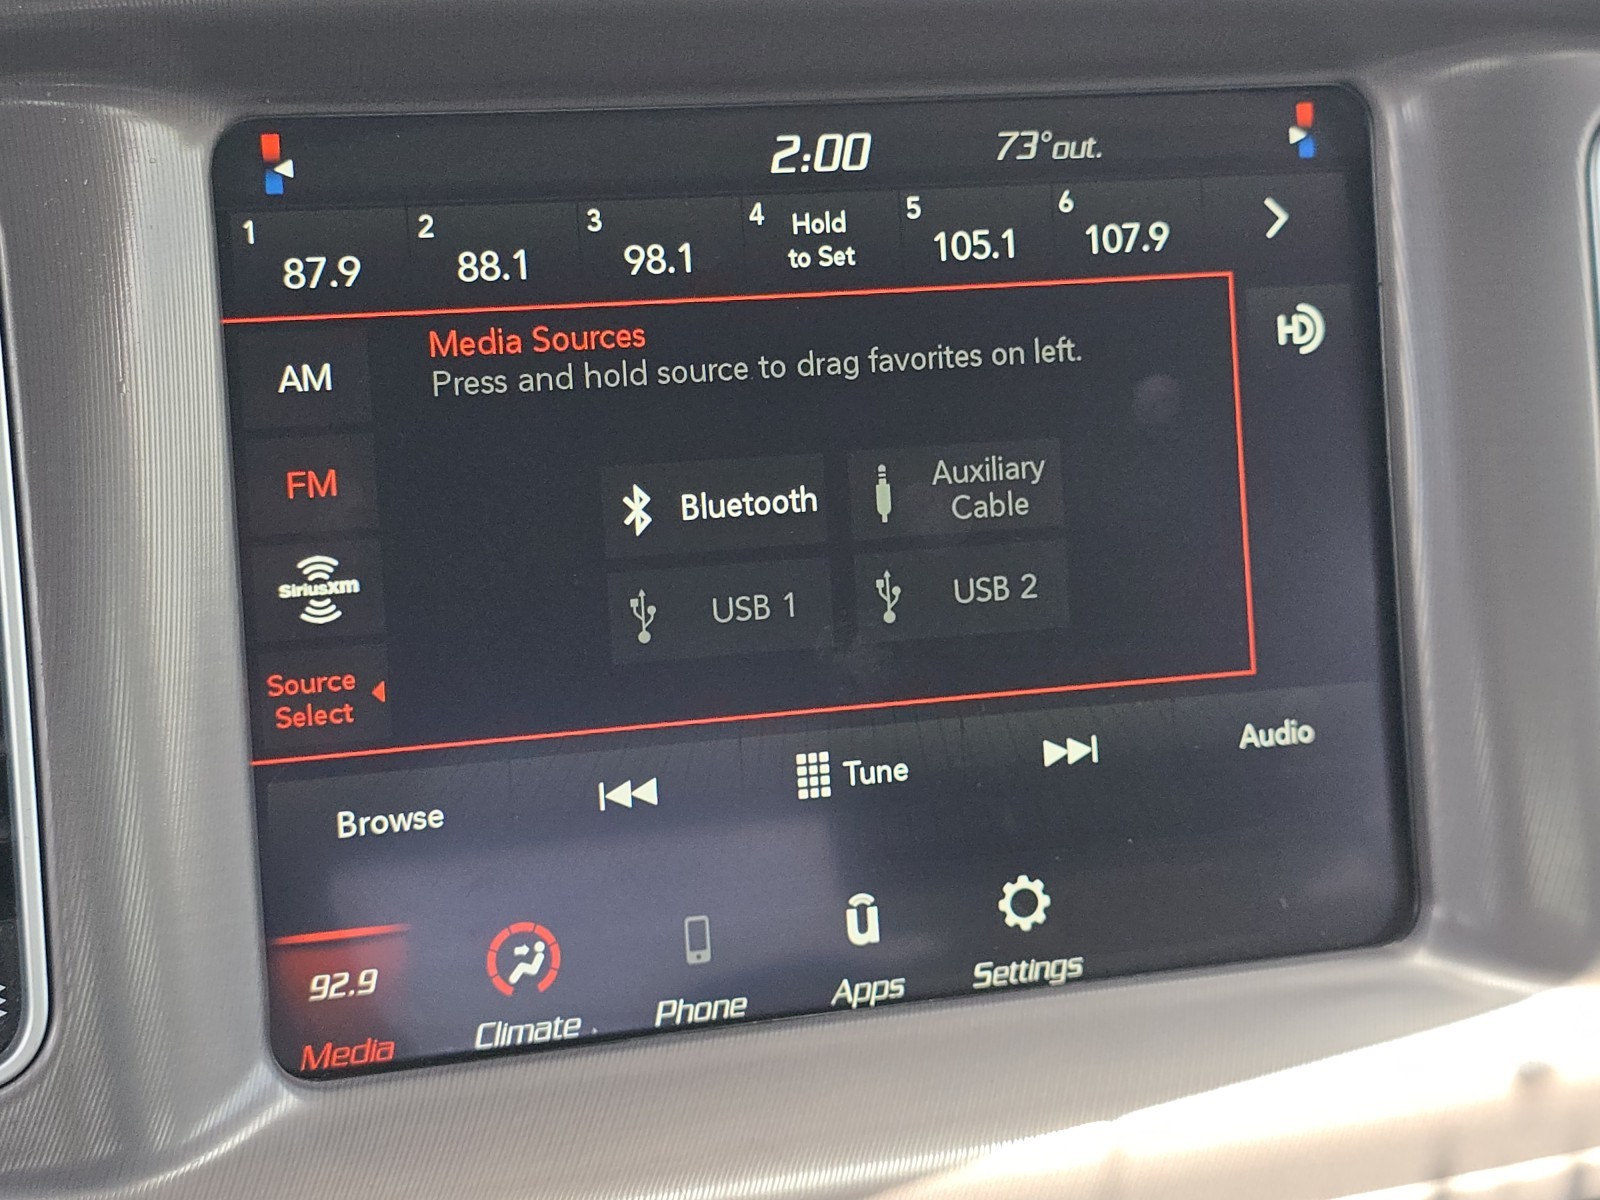 2:00 73°out.
1 87.9 2 88.1 3 98.1 4 Hold to Set 5 105.1 6 107.9
HD
Media Sources
Press and hold source to drag favorites on left.
AM
FM
SiriusXm
Source
Select
Bluetooth
Auxiliary
Cable
USB 1
USB 2
Browse
Tune
Audio
92.9
Media
Climate
Phone
Apps
Settings